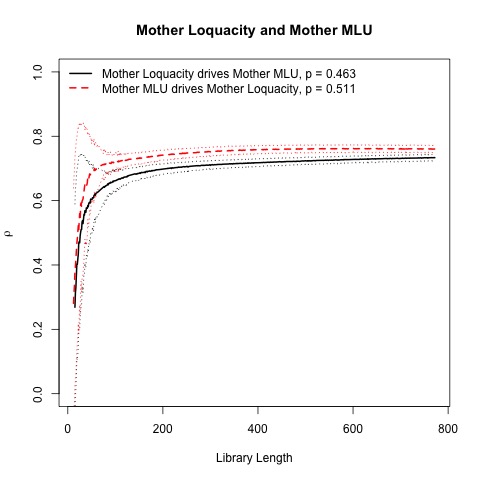 Mother Loquacity and Mother MLU
Mother Loquacity drives Mother MLU, p = 0.463
Mother MLU drives Mother Loquacity, p = 0.511
1.0
0.8
0.6
0.4
0.2
0.0
ρ
0 200 400 600 800
Library Length